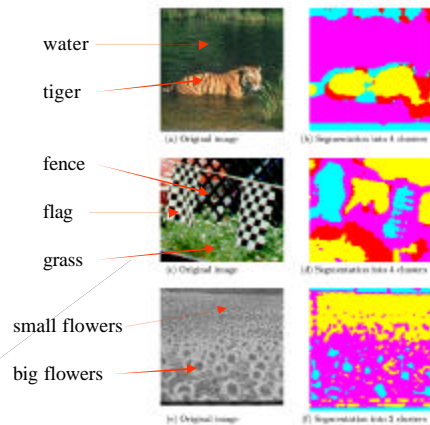 water
tiger
(a) Original image
(b) Segmentation into 4 clusters
fence
flag
grass
(c) Original image
(d) Segmentation into 4 clusters
small flowers
big flowers
(e) Original image
(f) Segmentation into 3 clusters